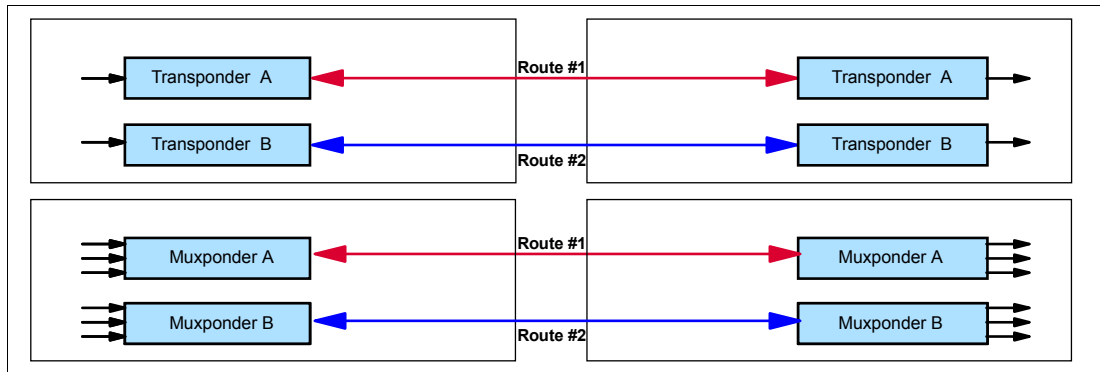 Route #1
Transponder A
Transponder A
Transponder B
Transponder B
Route #2
Route #1
Muxponder A
Muxponder A
Muxponder B
Muxponder B
Route #2